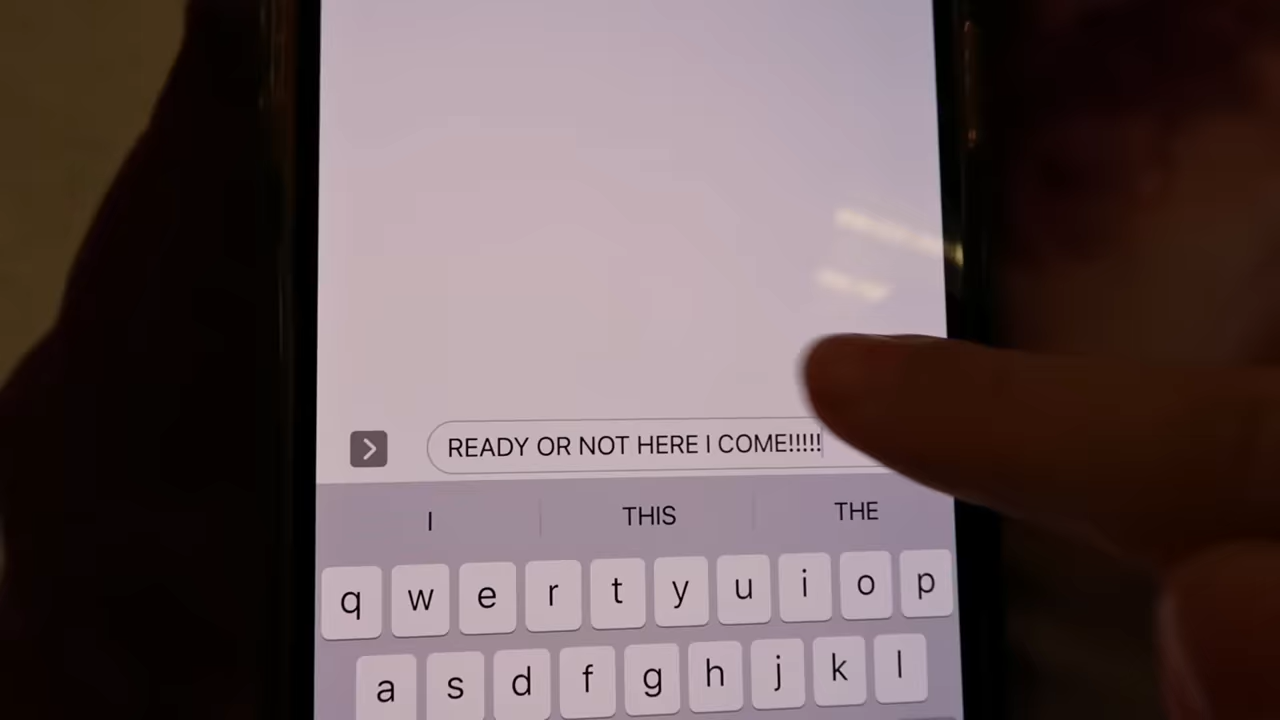 READY OR NOT HERE I COME!!!!!
I THIS THE
q w e r t y u i o p
a s d f g h j k l